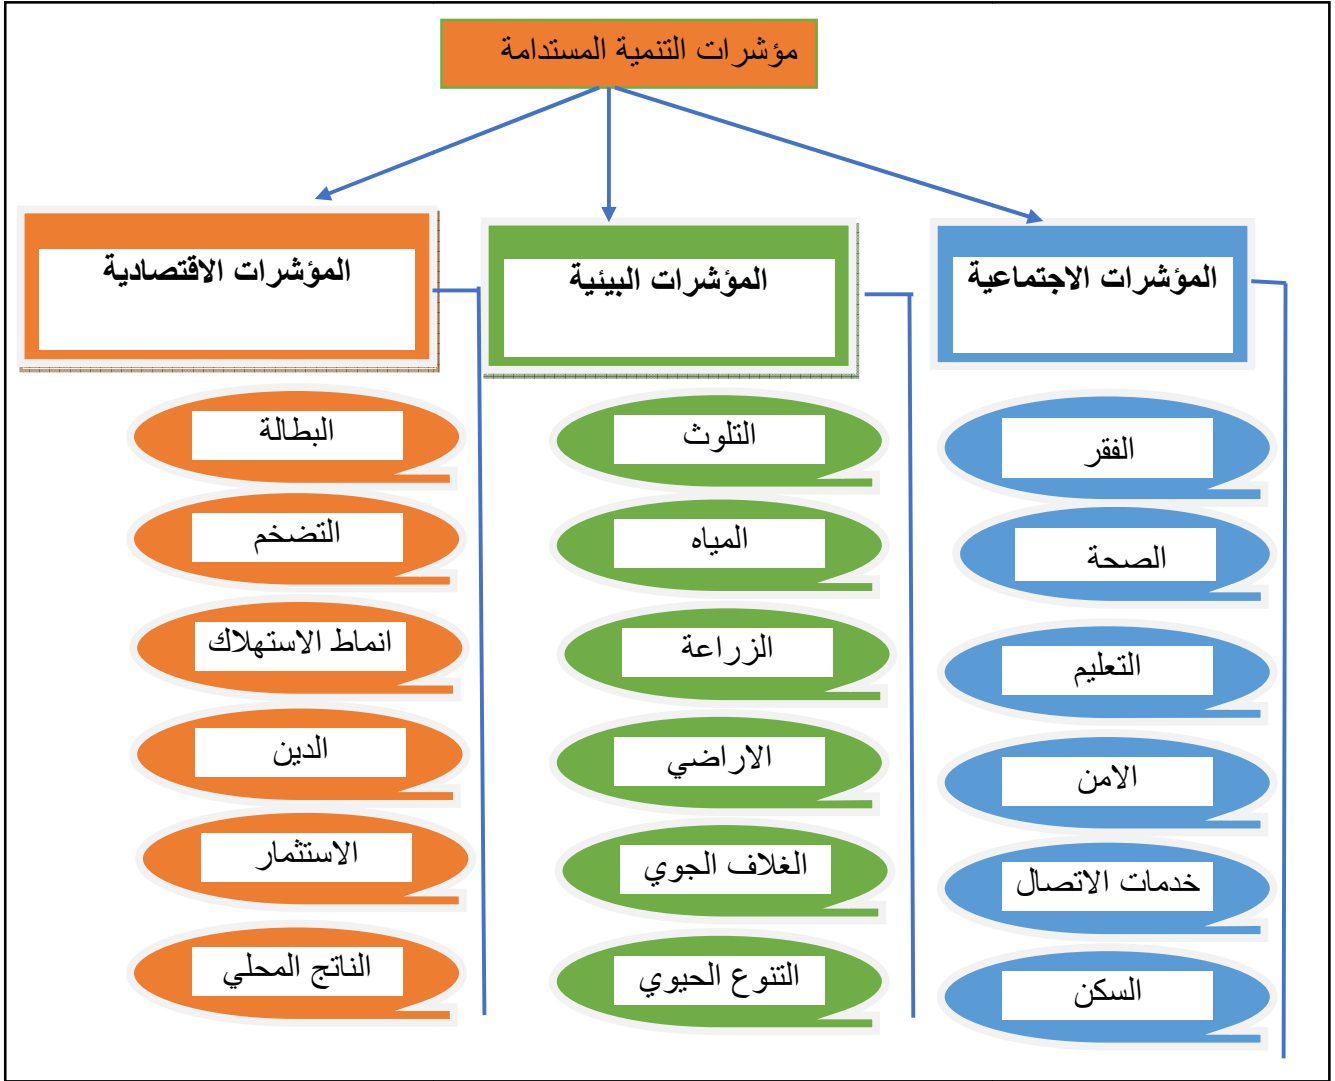 مؤشرات التنمية المستدامة
المؤشرات الاجتماعية
الفقر
الصحة
التعليم
الامن
خدمات الاتصال
السكن
المؤشرات البيئية
التلوث
المياه
الزراعة
الاراضي
الغلاف الجوي
التنوع الحيوي
المؤشرات الاقتصادية
البطالة
التضخم
انماط الاستهلاك
الدين
الاستثمار
الناتج المحلي